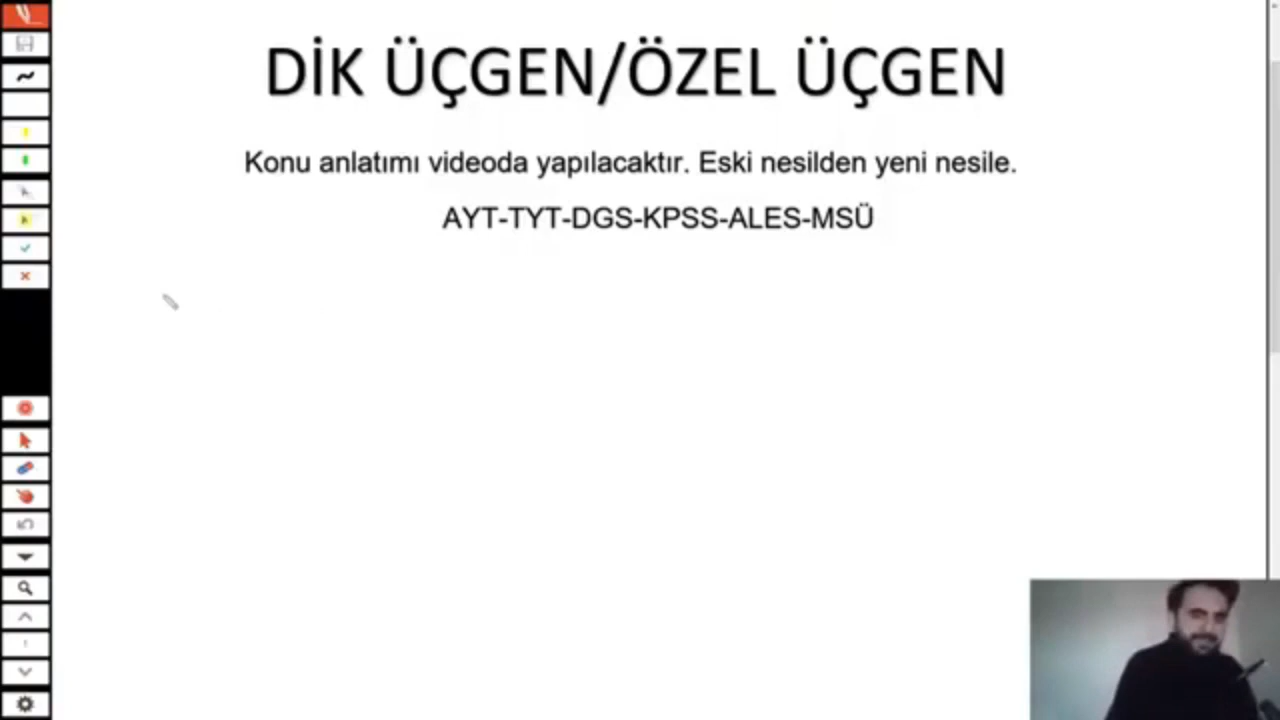 DİK ÜÇGEN/ÖZEL ÜÇGEN
Konu anlatımı videoda yapılacaktır. Eski nesilden yeni nesile.
AYT-TYT-DGS-KPSS-ALES-MSÜ